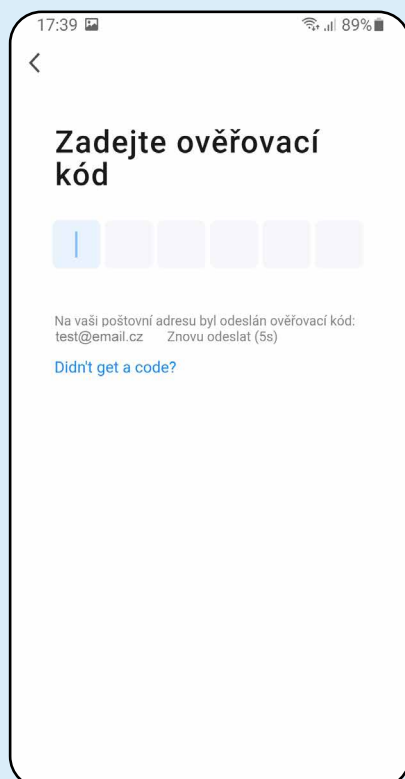 17:39 89%
Zadejte ověřovací
kód
Na vaši poštovní adresu byl odeslán ověřovací kód:
test@email.cz Znovu odeslat (5s)
Didn't get a code?